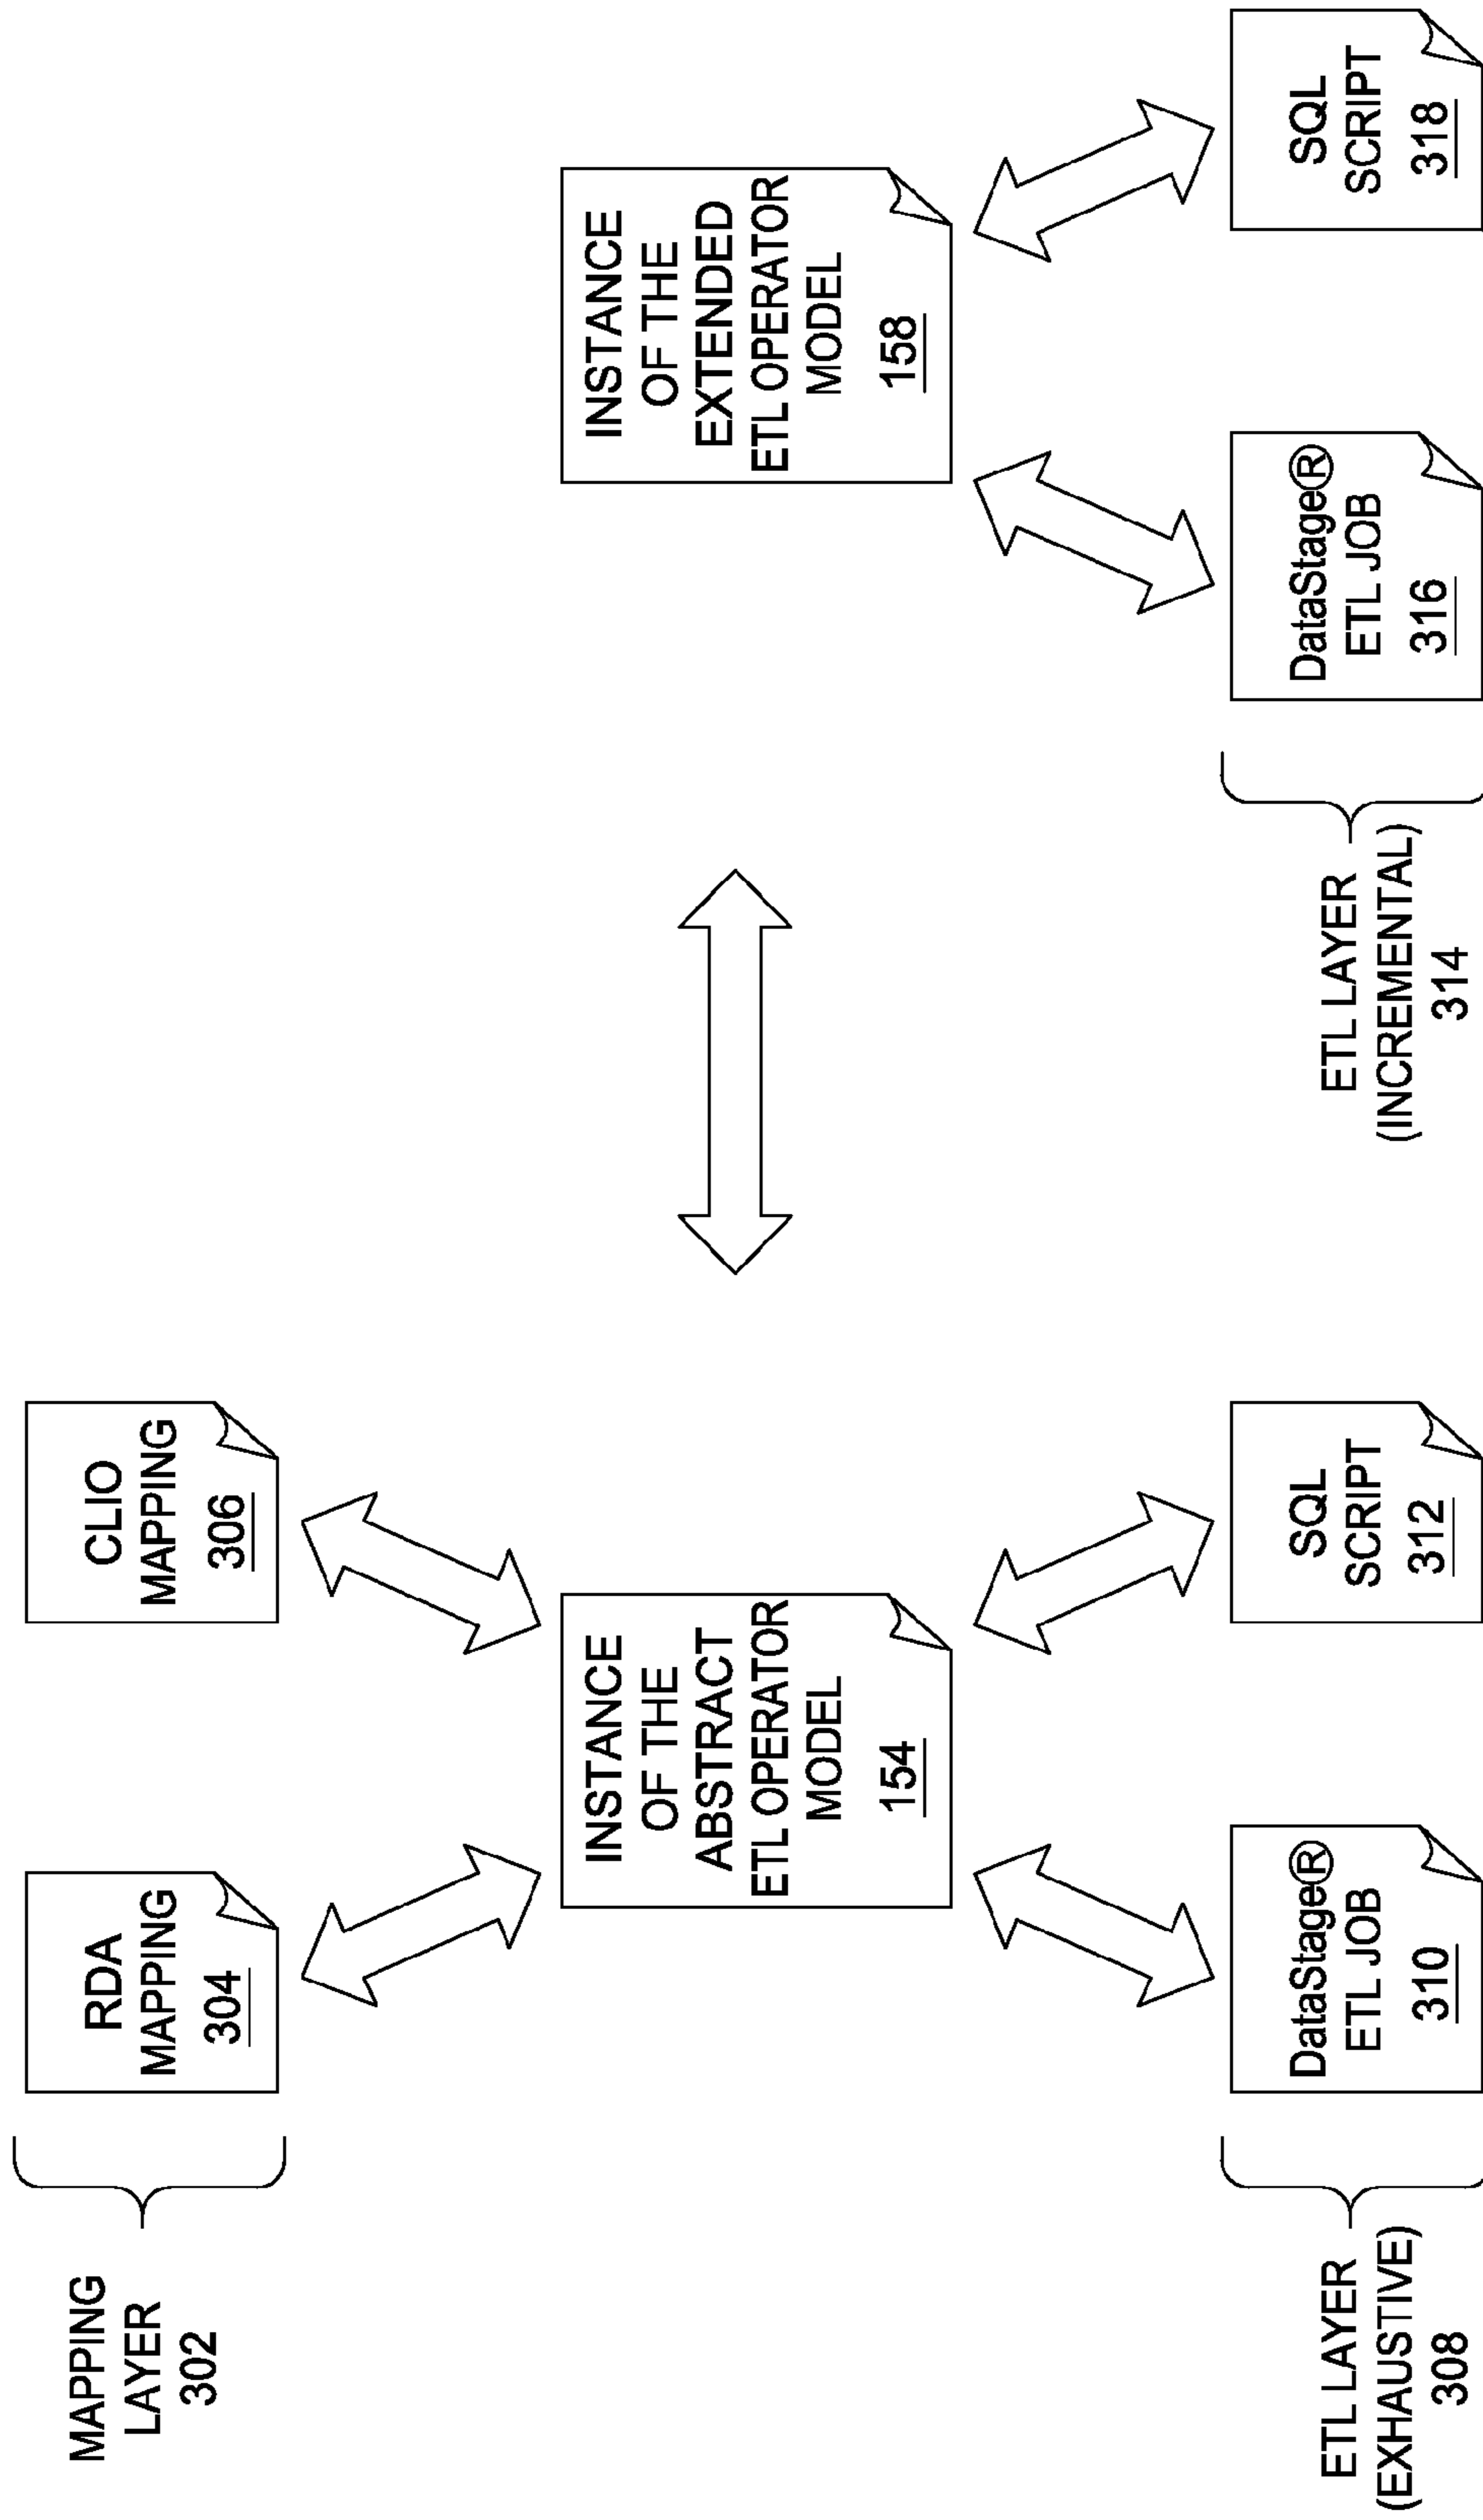 MAPPING
LAYER
302
RDA
MAPPING
304
CLIO
MAPPING
306
INSTANCE
OF THE
ABSTRACT
ETL OPERATOR
MODEL
154
INSTANCE
OF THE
EXTENDED
ETL OPERATOR
MODEL
158
ETL LAYER
(EXHAUSTIVE)
308
DataStage®
ETL JOB
310
SQL
SCRIPT
312
ETL LAYER
(INCREMENTAL)
314
DataStage®
ETL JOB
316
SQL
SCRIPT
318